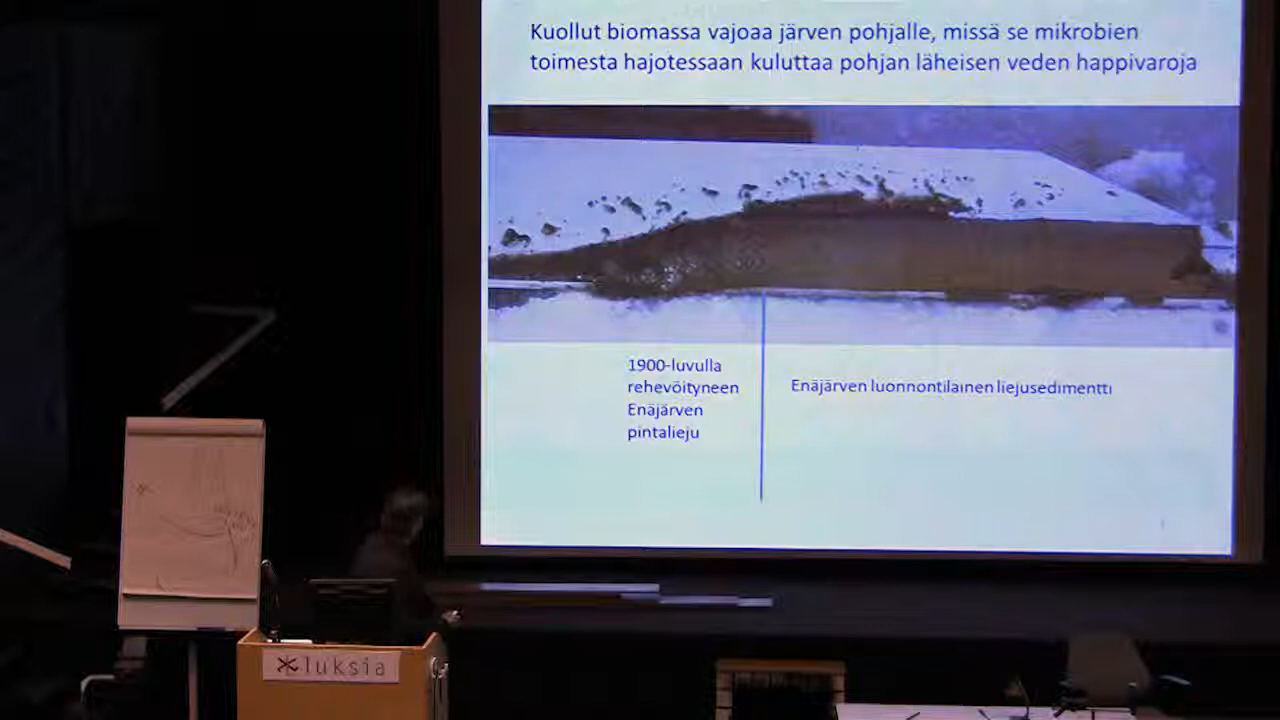 Kuollut biomassa vajoaa järven pohjalle, missä se mikrobien
toimesta hajotessaan kuluttaa pohjan läheisen veden happivaroja
1900-luvulla
rehevöityneen
Enäjärven
pintalieju
Enäjärven luonnontilainen liejusedimentti
luksia